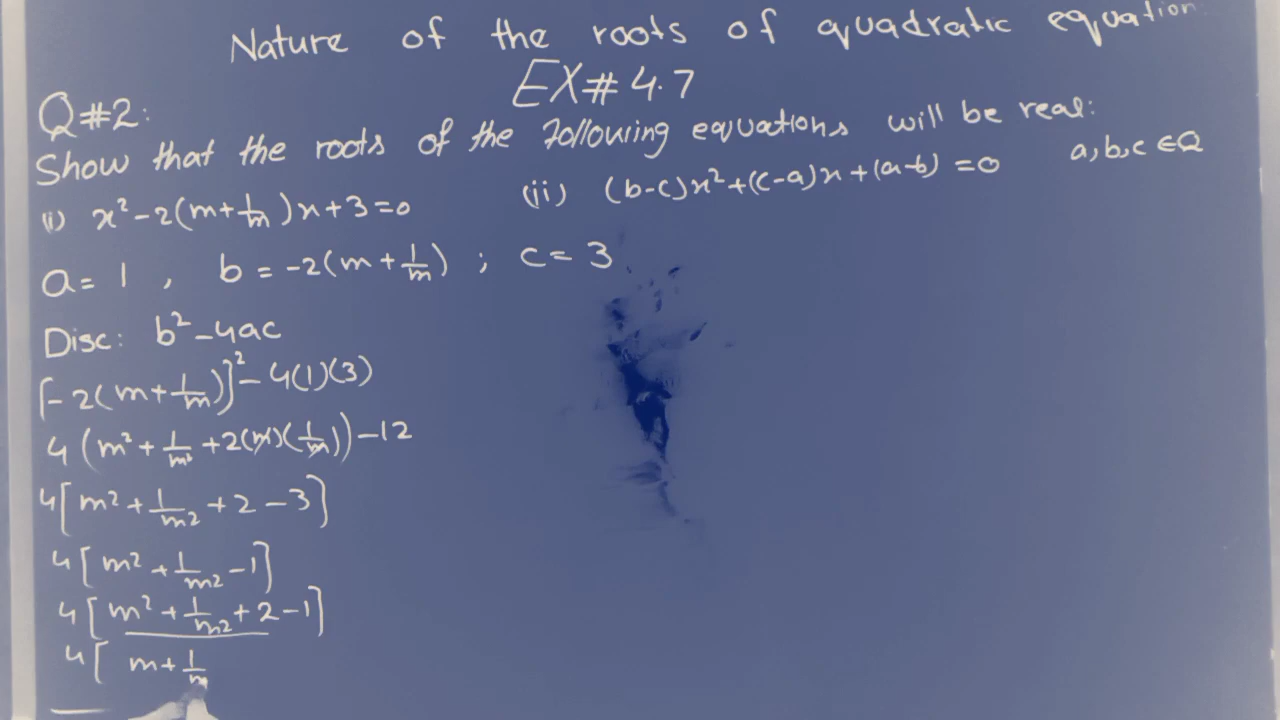 Nature of the roots of quadratic equation
EX# 4.7
Q#2:
Show that the roots of the following equations will be real:
(i) x²-2(m+1/m)x+3=0 (ii) (b-c)x²+(c-a)x+(a-b)=0 a,b,c ∈Q
a= 1 , b = -2(m+1/m) ; c= 3
Disc: b²-4ac
[-2(m+1/m)]²-4(1)(3)
4(m²+1/m²+2(m)(1/m))-12
4[m²+1/m²+2-3]
4[m²+1/m²-1]
4[m²+1/m²+2-1]
4[ m+1/m